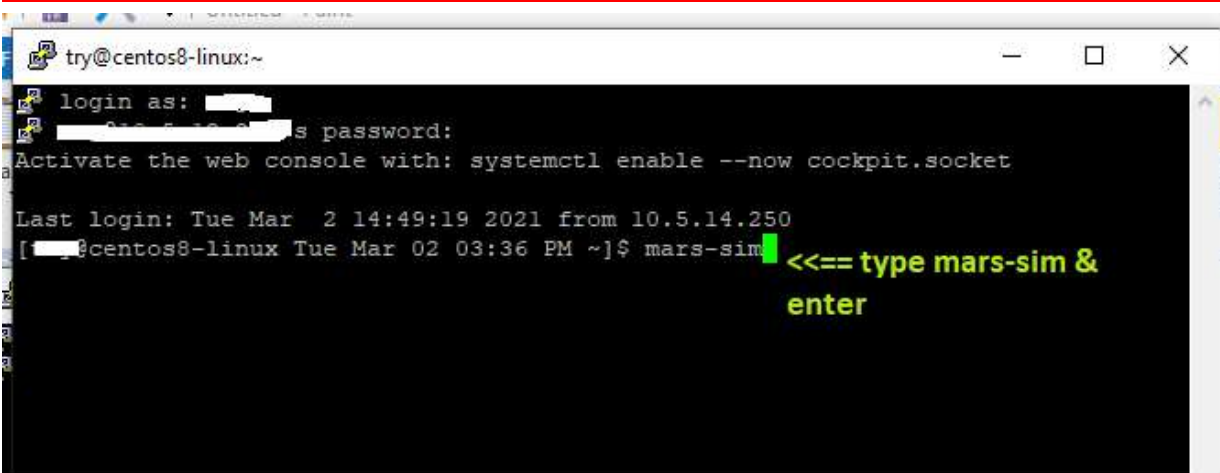 try@centos8-linux:~
login as:
s password:
Activate the web console with: systemctl enable --now cockpit.socket
Last login: Tue Mar  2 14:49:19 2021 from 10.5.14.250
[@centos8-linux Tue Mar 02 03:36 PM ~]$ mars-sim
<<== type mars-sim &
enter